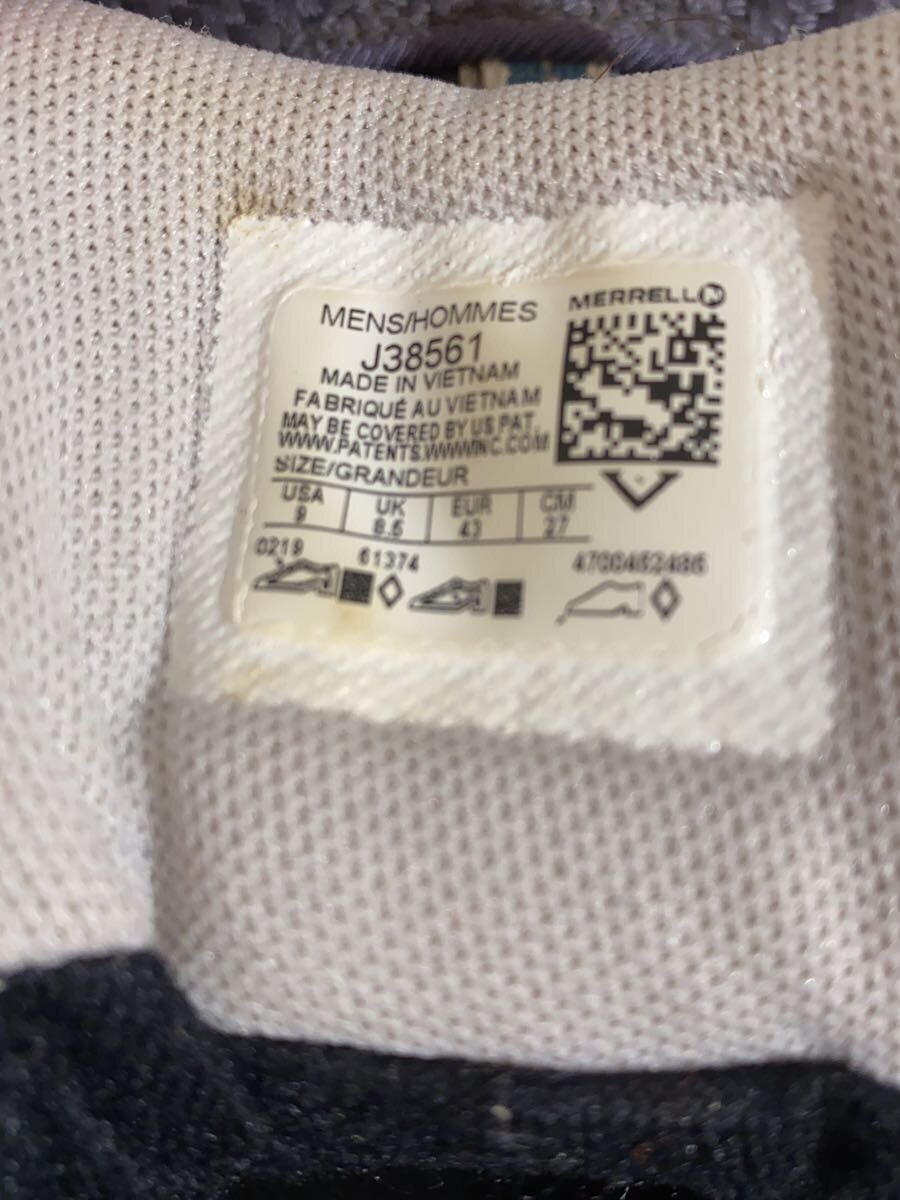 MENS/HOMMES
MERRELL
J38561
MADE IN VIETNAM
FABRIQUÉ AU VIETNAM
MAY BE COVERED BY US PAT.
WWW.PATENTS.WWWINC.COM
SIZE/GRANDEUR
USA UK EUR CM
9 8.5 43 27
0219 61374 4700452486